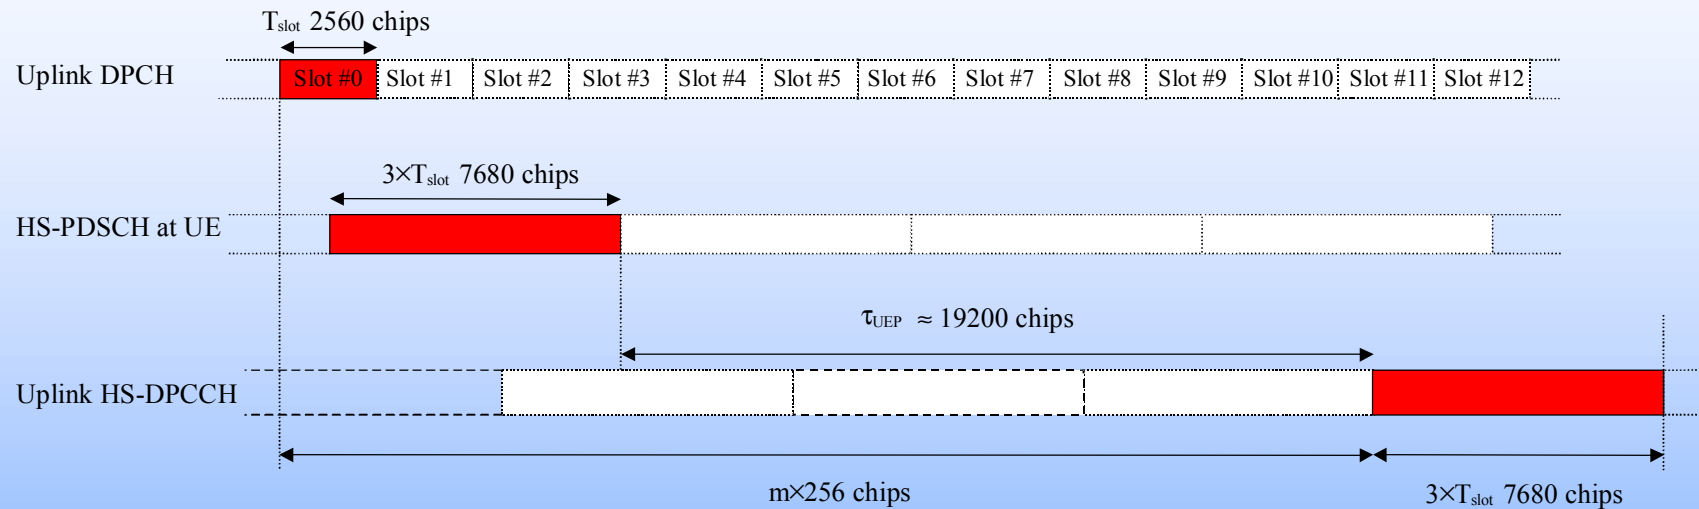 Tslot 2560 chips
Uplink DPCH
Slot #0 Slot #1 Slot #2 Slot #3 Slot #4 Slot #5 Slot #6 Slot #7 Slot #8 Slot #9 Slot #10 Slot #11 Slot #12
3×Tslot 7680 chips
HS-PDSCH at UE
τUEP ≈ 19200 chips
Uplink HS-DPCCH
m×256 chips
3×Tslot 7680 chips